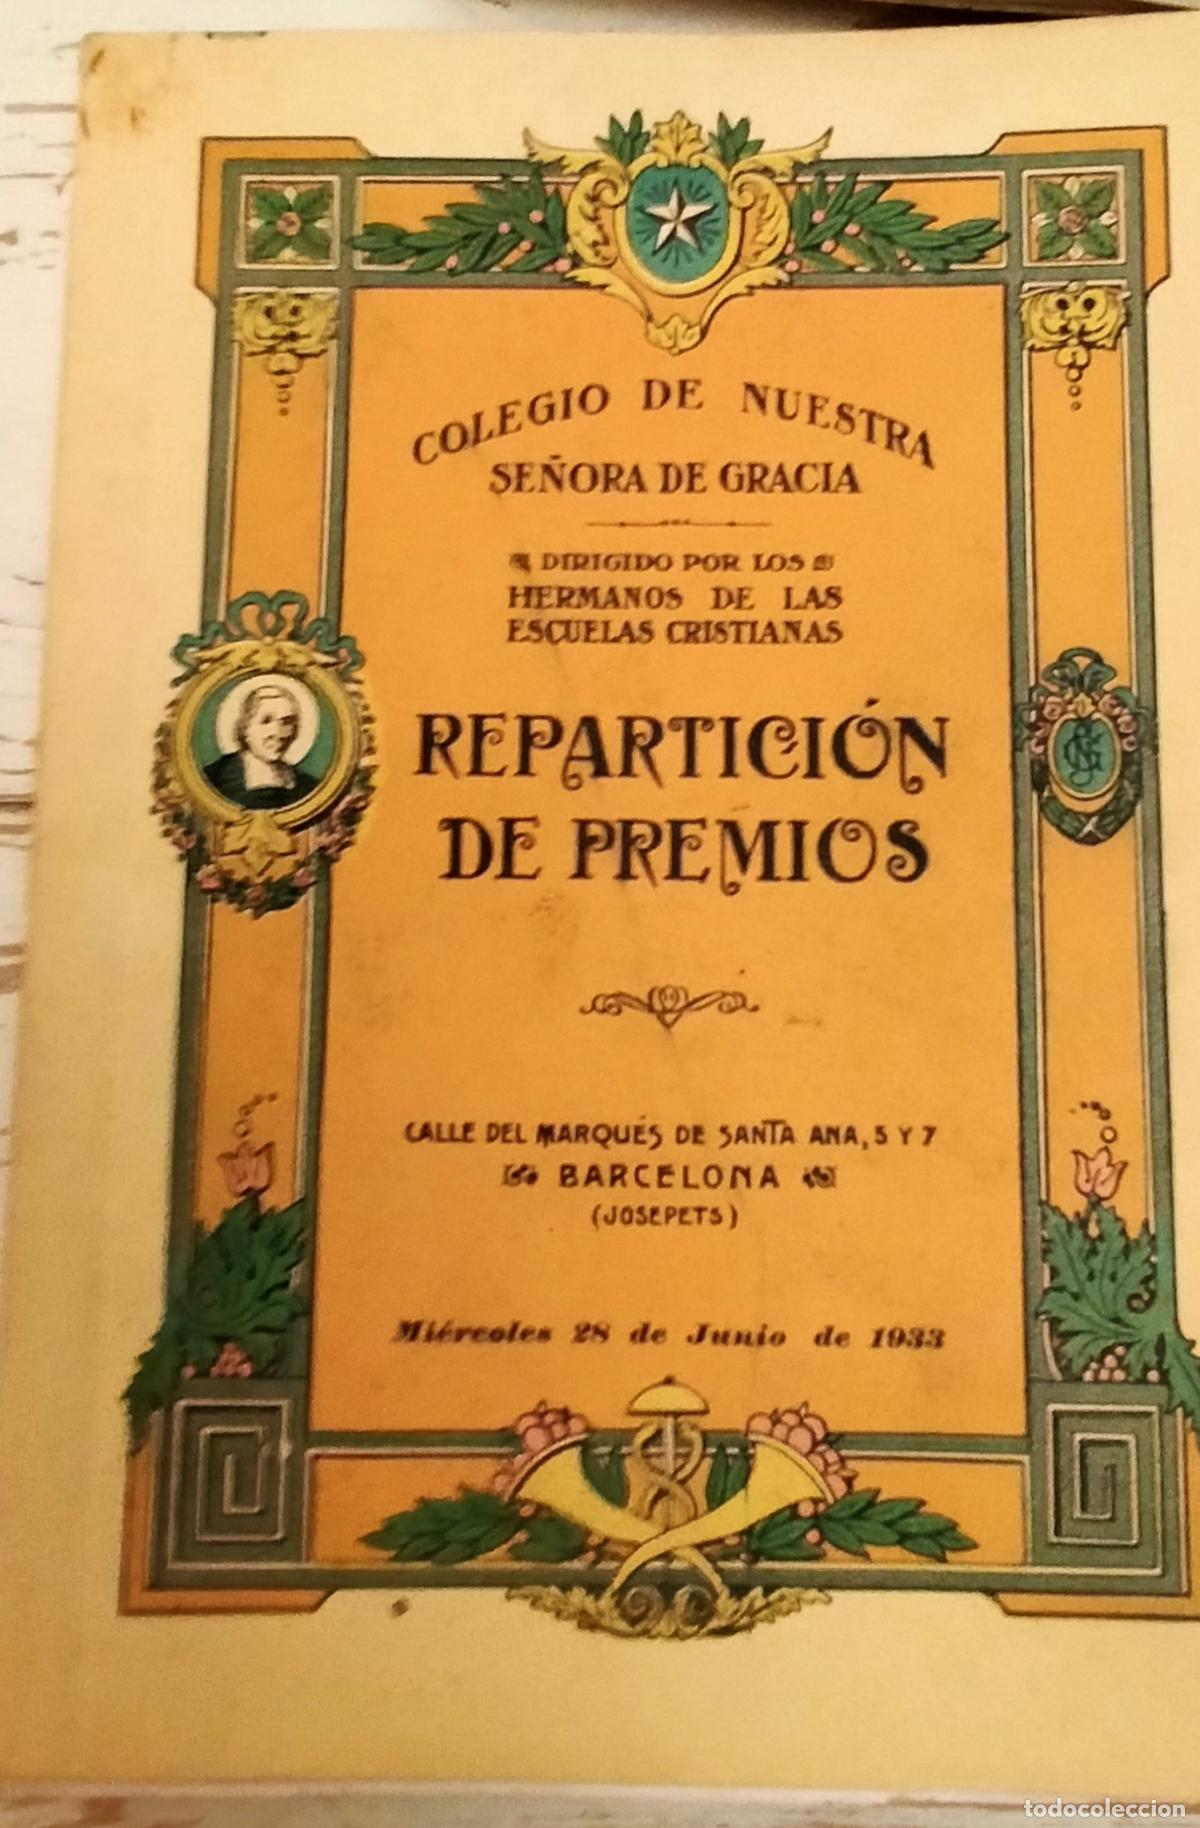 COLEGIO DE NUESTRA
SEÑORA DE GRACIA
DIRIGIDO POR LOS
HERMANOS DE LAS
ESCUELAS CRISTIANAS
REPARTICIÓN
DE PREMIOS
CALLE DEL MARQUÉS DE SANTA ANA, 5 Y 7
BARCELONA
(JOSEPETS)
Miércoles 28 de Junio de 1933
todocoleccion